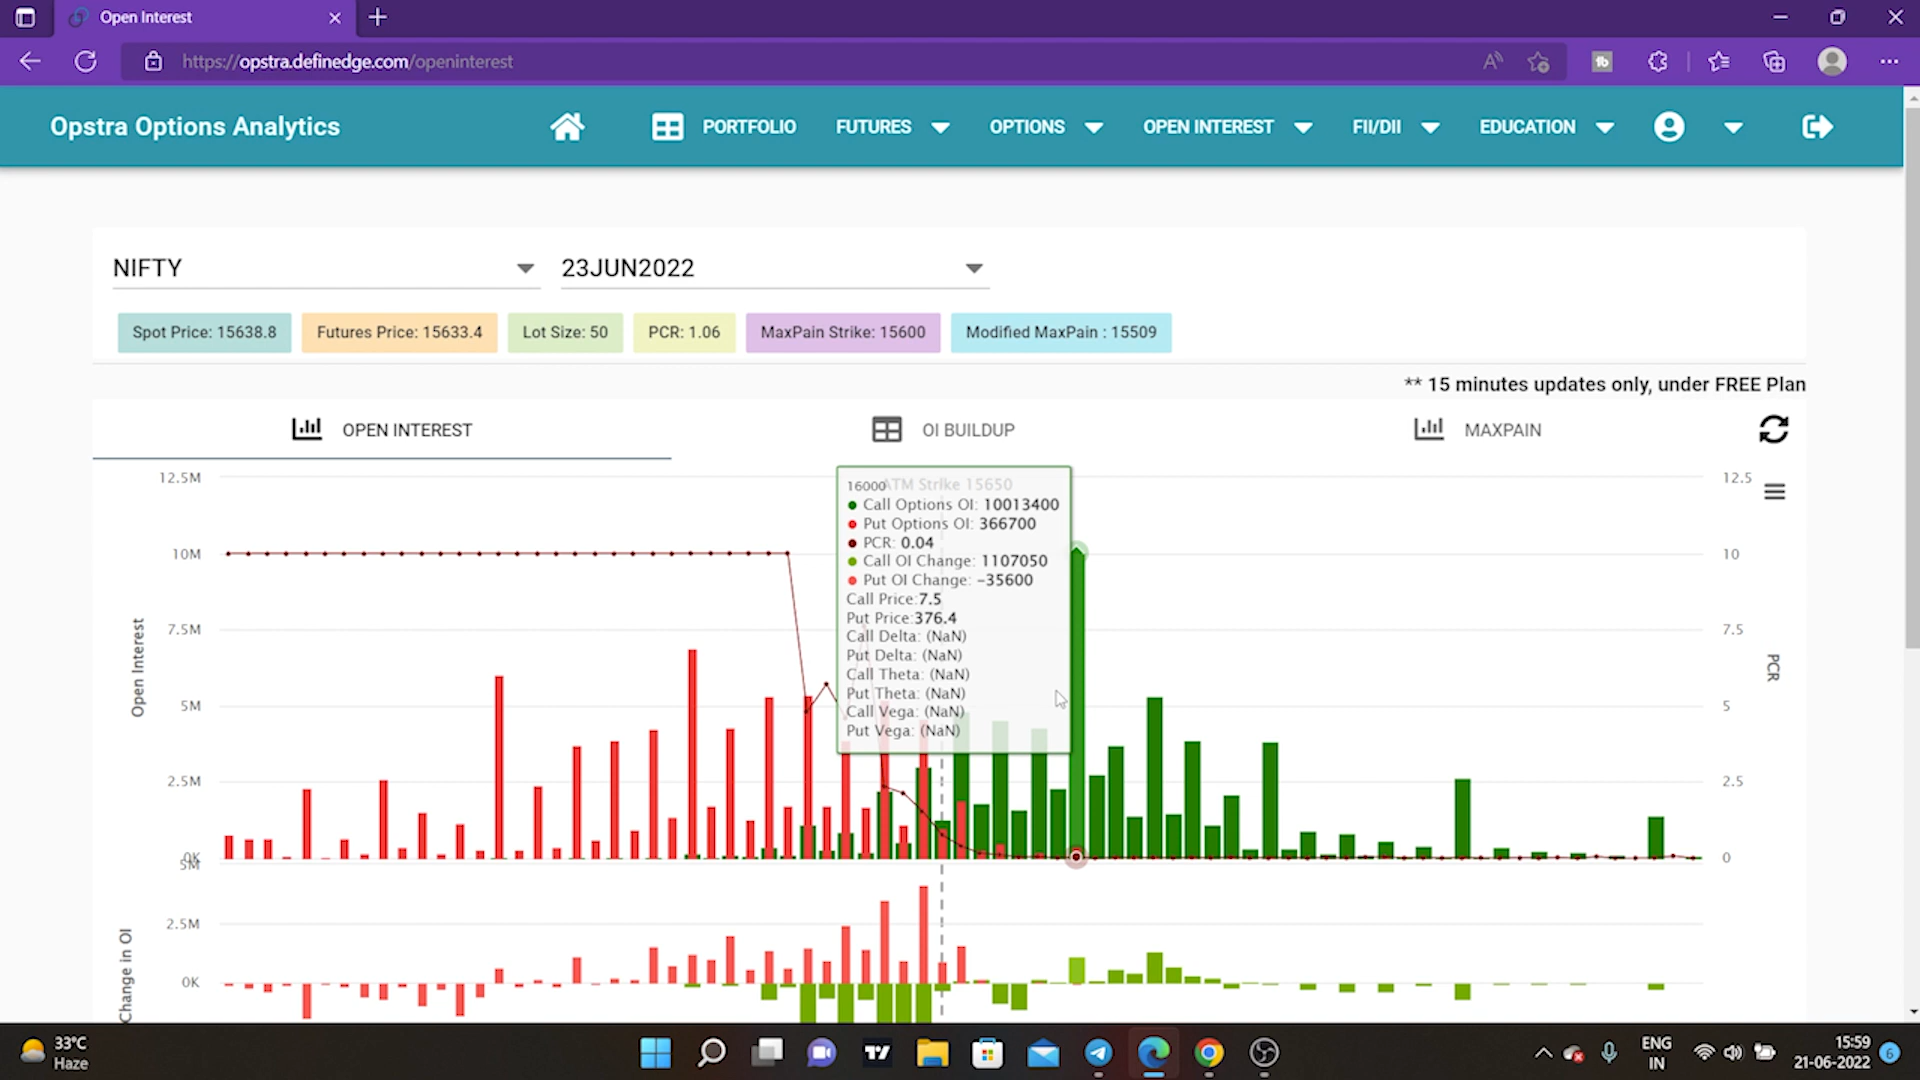 Open Interest
https://opstra.definedge.com/openinterest
Opstra Options Analytics
PORTFOLIO
FUTURES
OPTIONS
OPEN INTEREST
FII/DII
EDUCATION
NIFTY
23JUN2022
Spot Price: 15638.8
Futures Price: 15633.4
Lot Size: 50
PCR: 1.06
MaxPain Strike: 15600
Modified MaxPain : 15509
** 15 minutes updates only, under FREE Plan
OPEN INTEREST
OI BUILDUP
MAXPAIN
12.5M
10M
7.5M
5M
2.5M
0K
Open Interest
ATM Strike 15650
16000
Call Options OI: 10013400
Put Options OI: 366700
PCR: 0.04
Call OI Change: 1107050
Put OI Change: -35600
Call Price:7.5
Put Price:376.4
Call Delta: (NaN)
Put Delta: (NaN)
Call Theta: (NaN)
Put Theta: (NaN)
Call Vega: (NaN)
Put Vega: (NaN)
12.5
10
7.5
5
2.5
0
PCR
5M
2.5M
0K
Change in OI
33°C
Haze
ENG
IN
15:59
21-06-2022
6